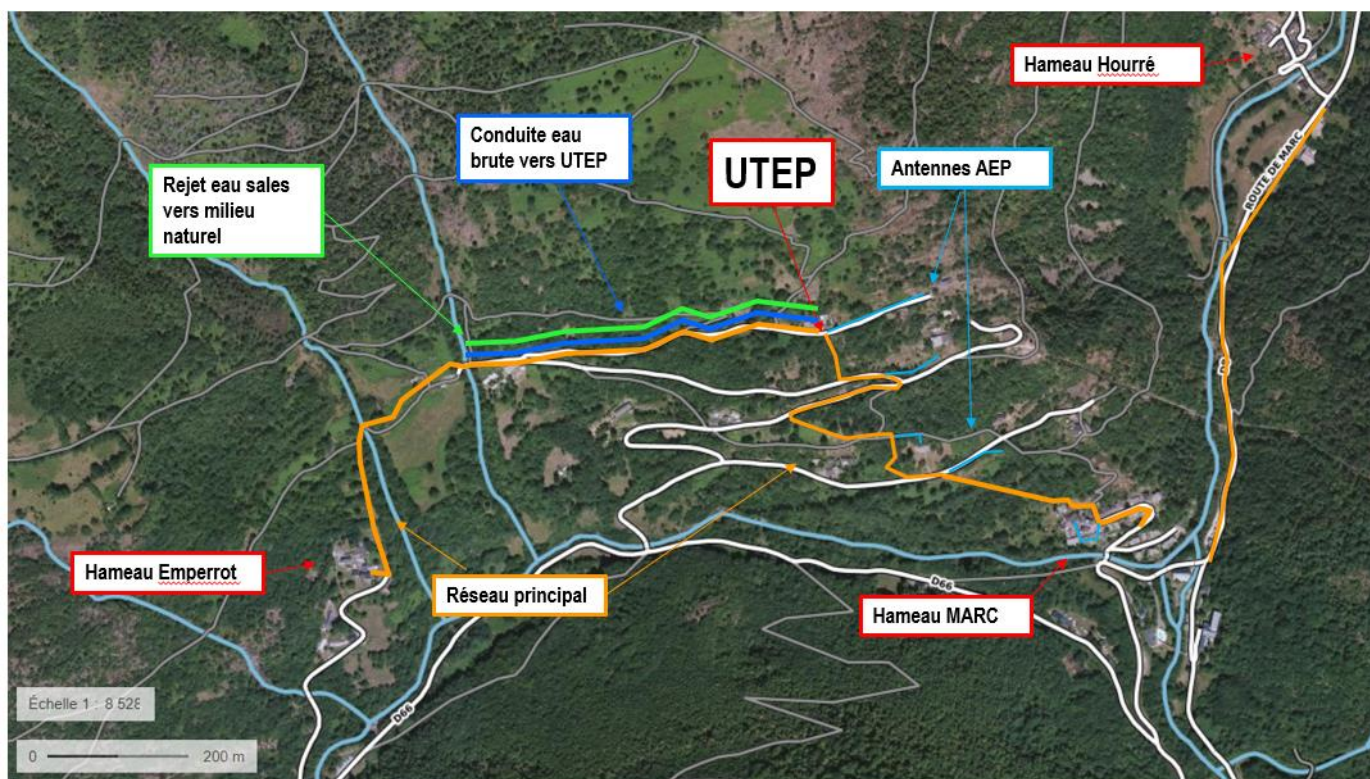 Hameau Hourré
Conduite eau
brute vers UTEP
UTEP
Antennes AEP
Rejet eau sales
vers milieu
naturel
ROUTE DE MARC
Hameau Emperrot
Réseau principal
D66
Hameau MARC
D66
Échelle 1 : 8 528
0 200 m